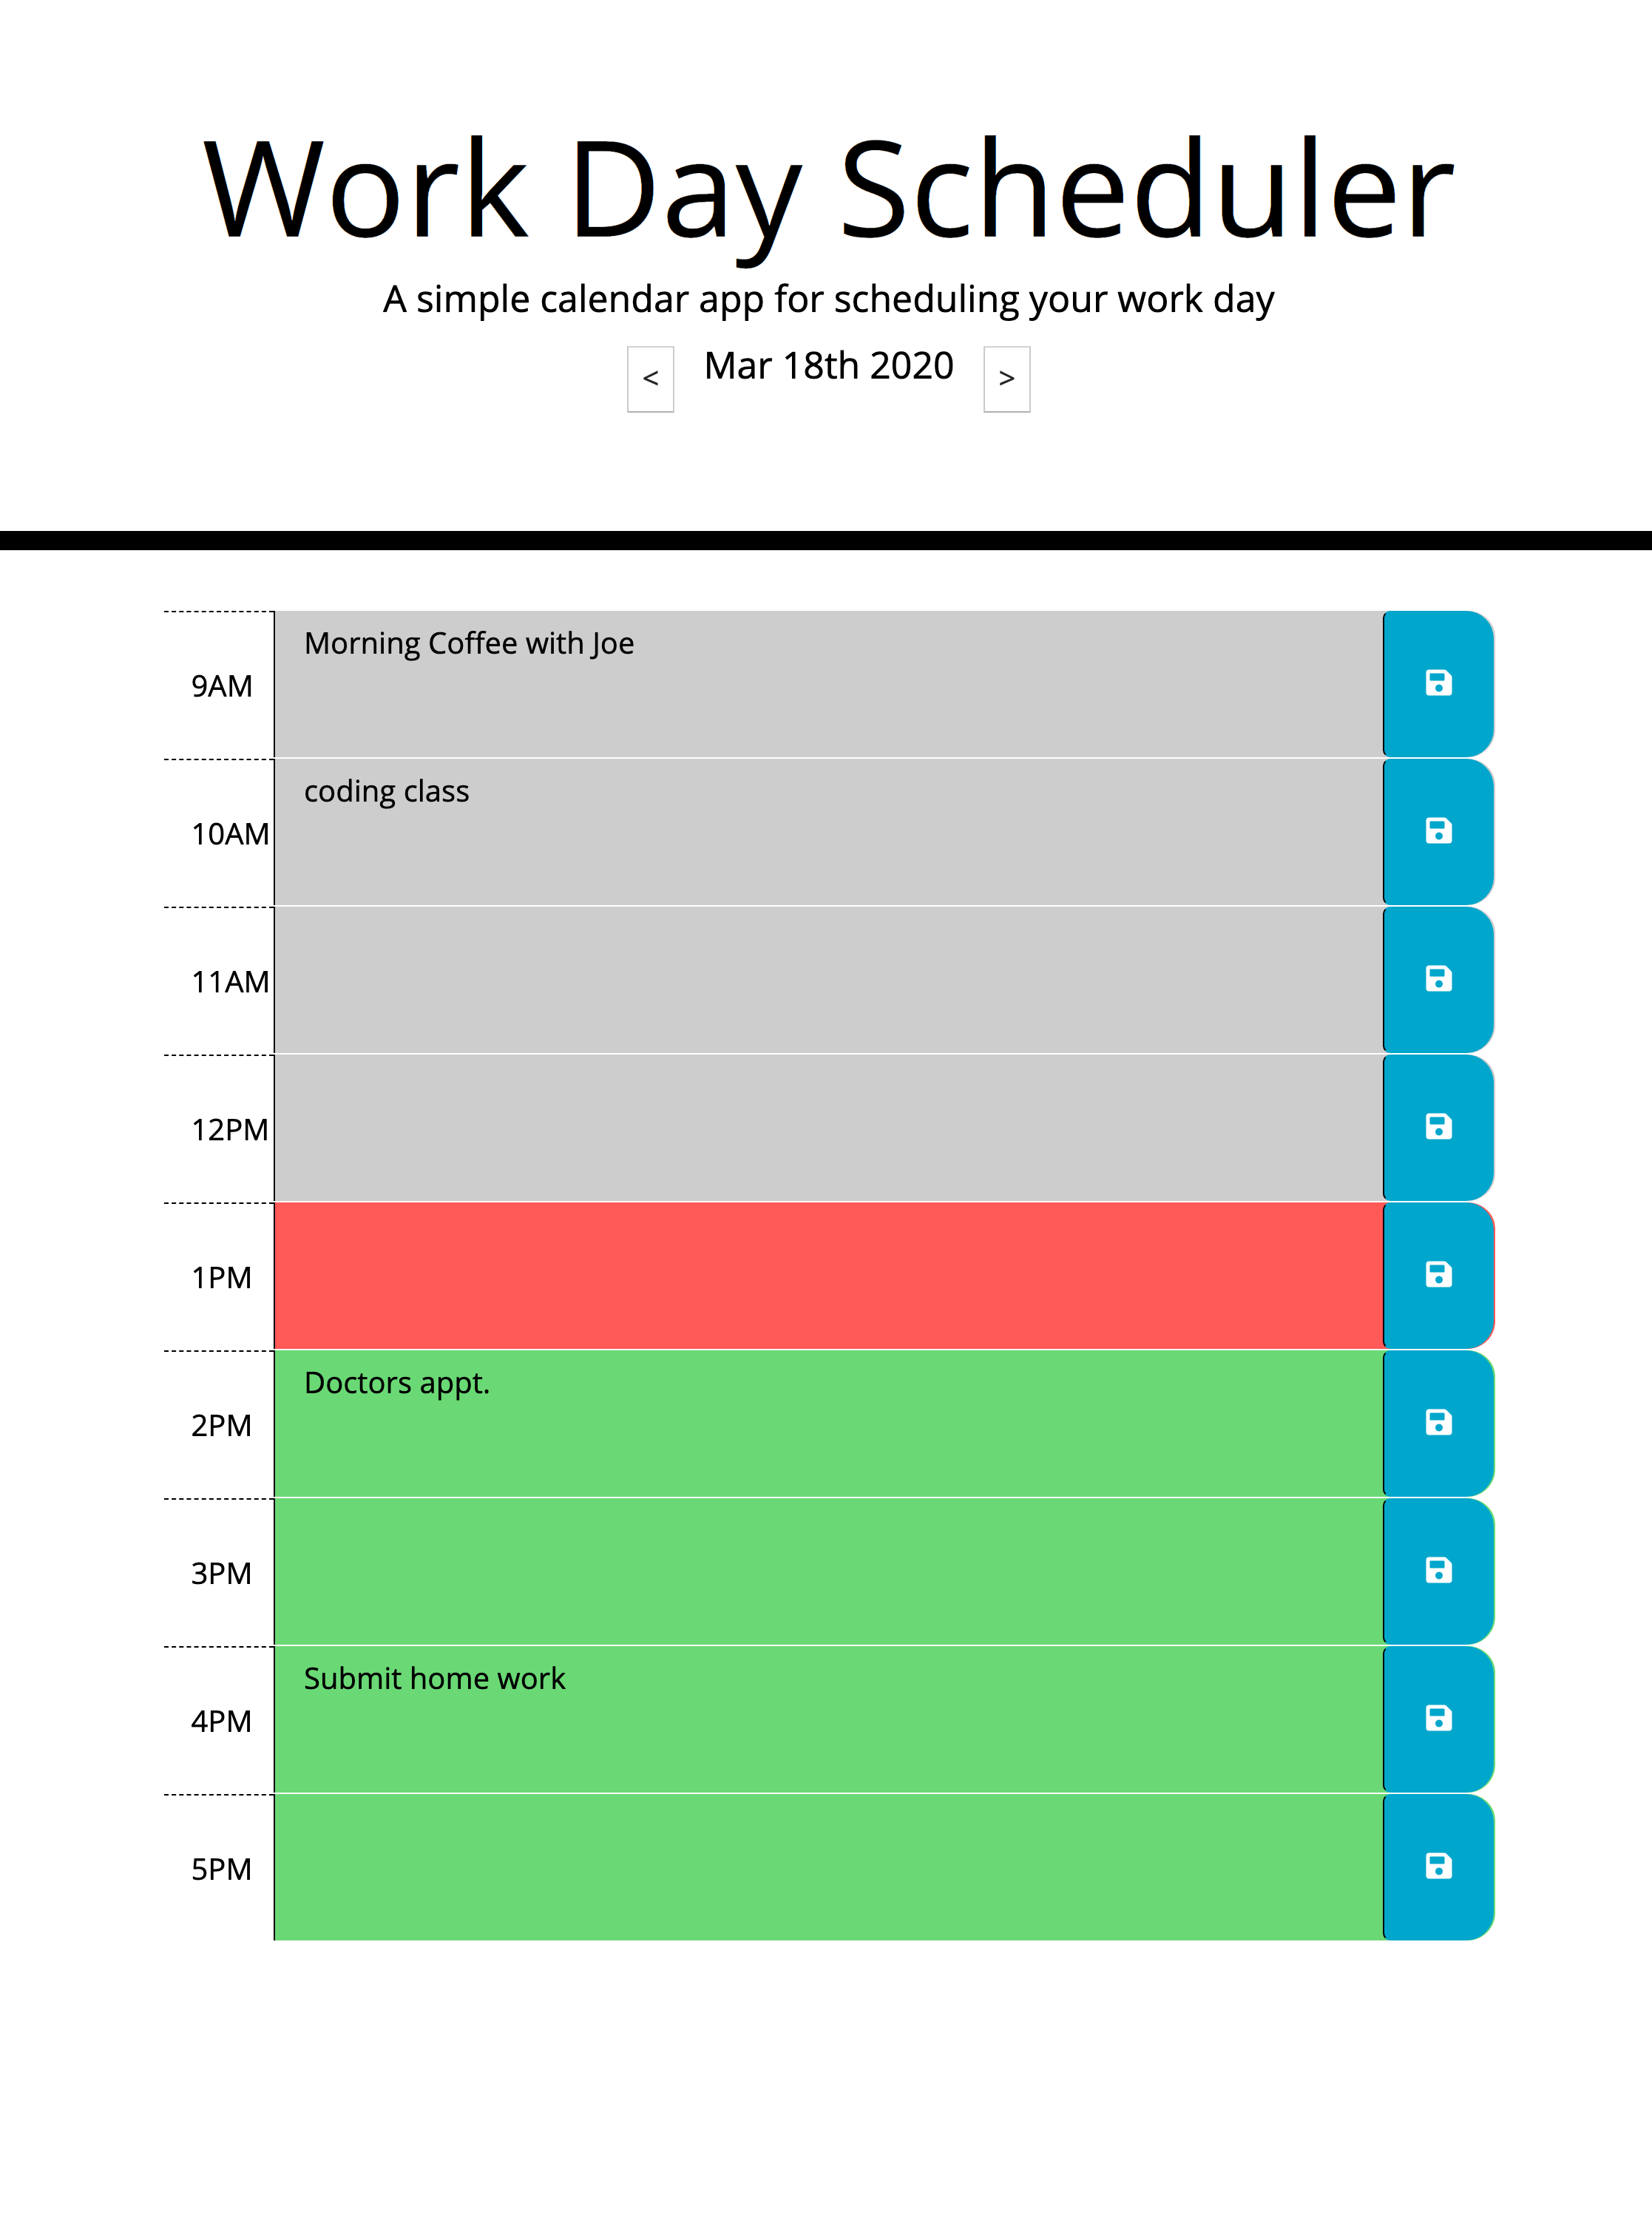 Work Day Scheduler
A simple calendar app for scheduling your work day
< Mar 18th 2020 >
Morning Coffee with Joe
9AM
coding class
10AM
11AM
12PM
1PM
Doctors appt.
2PM
3PM
Submit home work
4PM
5PM